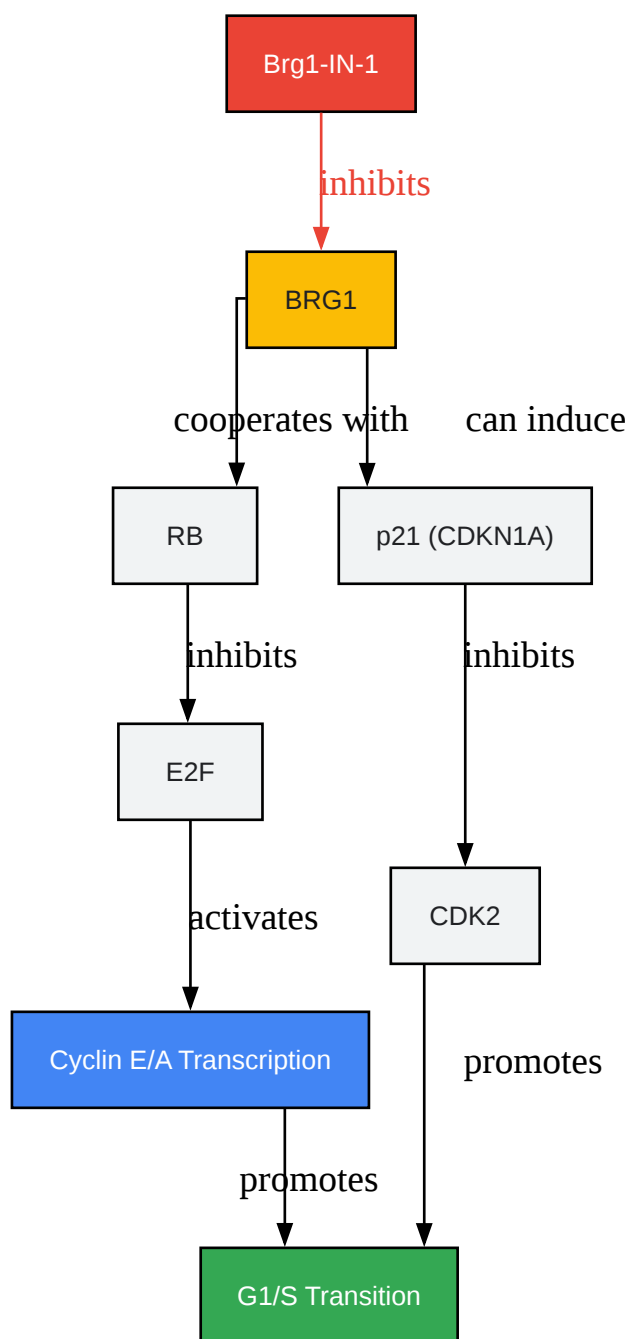 Brg1-IN-1
inhibits
BRG1
cooperates with
can induce
RB
p21 (CDKN1A)
inhibits
inhibits
E2F
CDK2
activates
Cyclin E/A Transcription
promotes
promotes
G1/S Transition